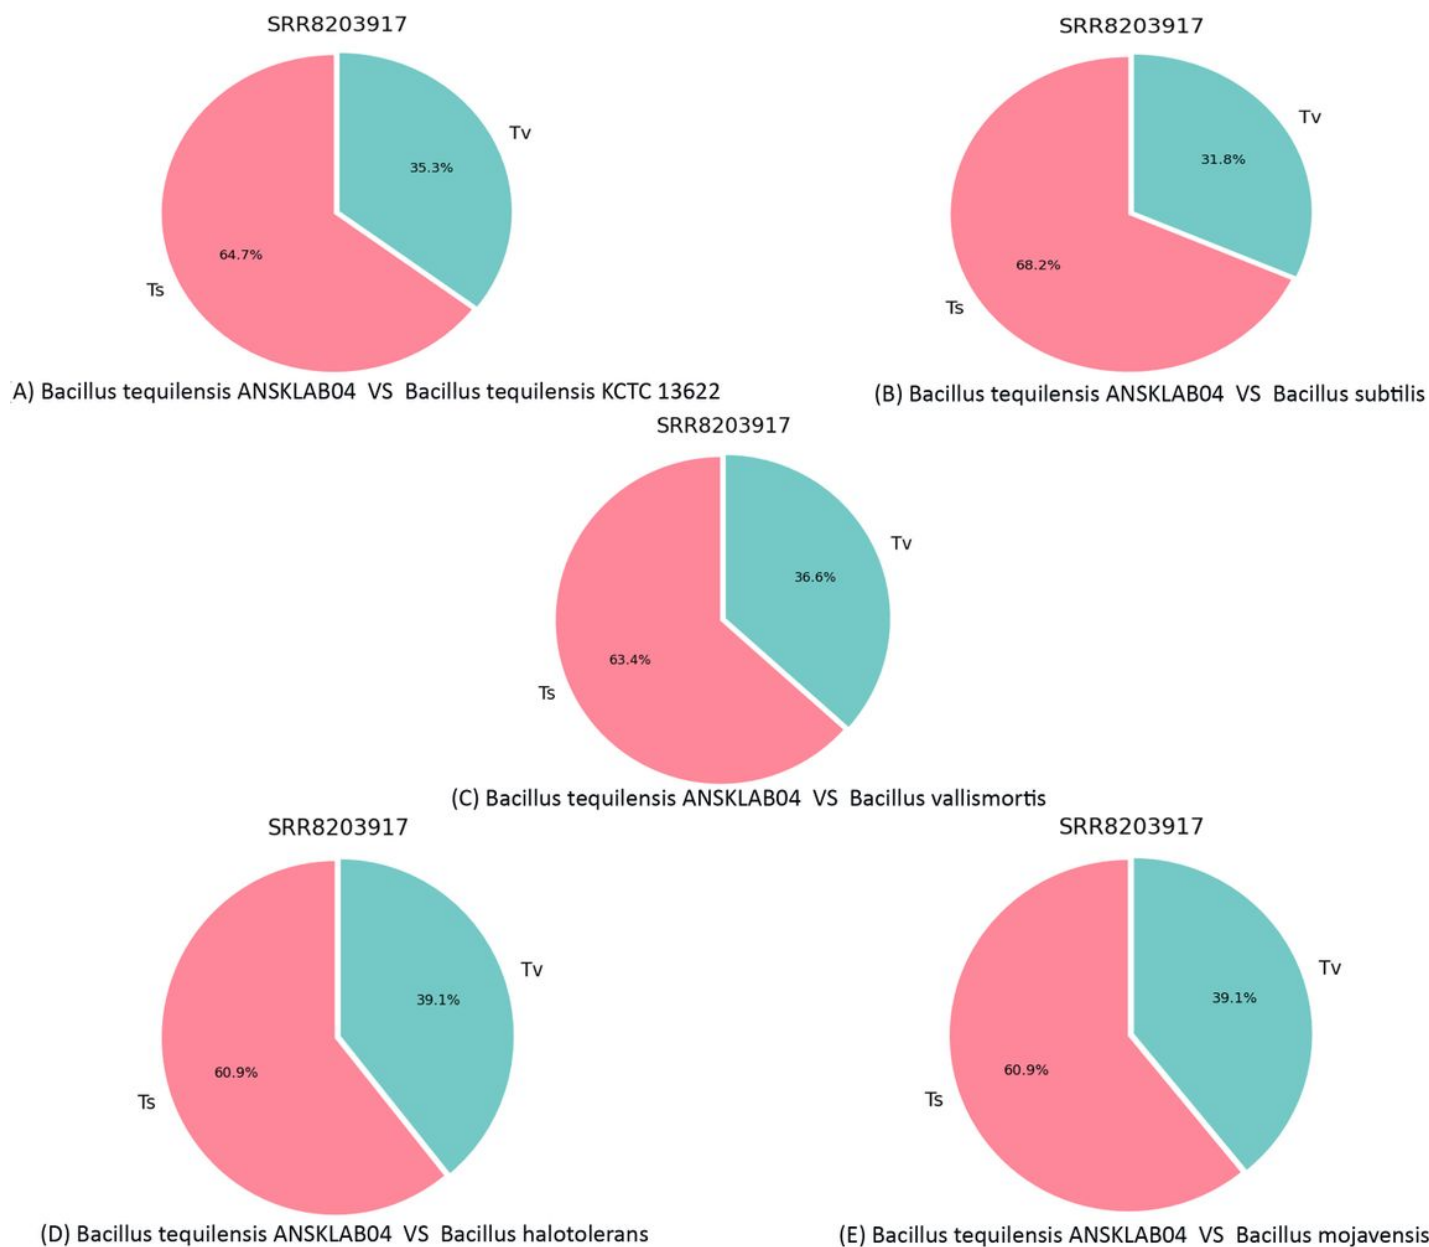 SRR8203917
Tv
35.3%
64.7%
Ts
A) Bacillus tequilensis ANSKLAB04 VS Bacillus tequilensis KCTC 13622
SRR8203917
Tv
31.8%
68.2%
Ts
(B) Bacillus tequilensis ANSKLAB04 VS Bacillus subtilis
SRR8203917
Tv
36.6%
63.4%
Ts
(C) Bacillus tequilensis ANSKLAB04 VS Bacillus vallismortis
SRR8203917
Tv
39.1%
60.9%
Ts
(D) Bacillus tequilensis ANSKLAB04 VS Bacillus halotolerans
SRR8203917
Tv
39.1%
60.9%
Ts
(E) Bacillus tequilensis ANSKLAB04 VS Bacillus mojavensis